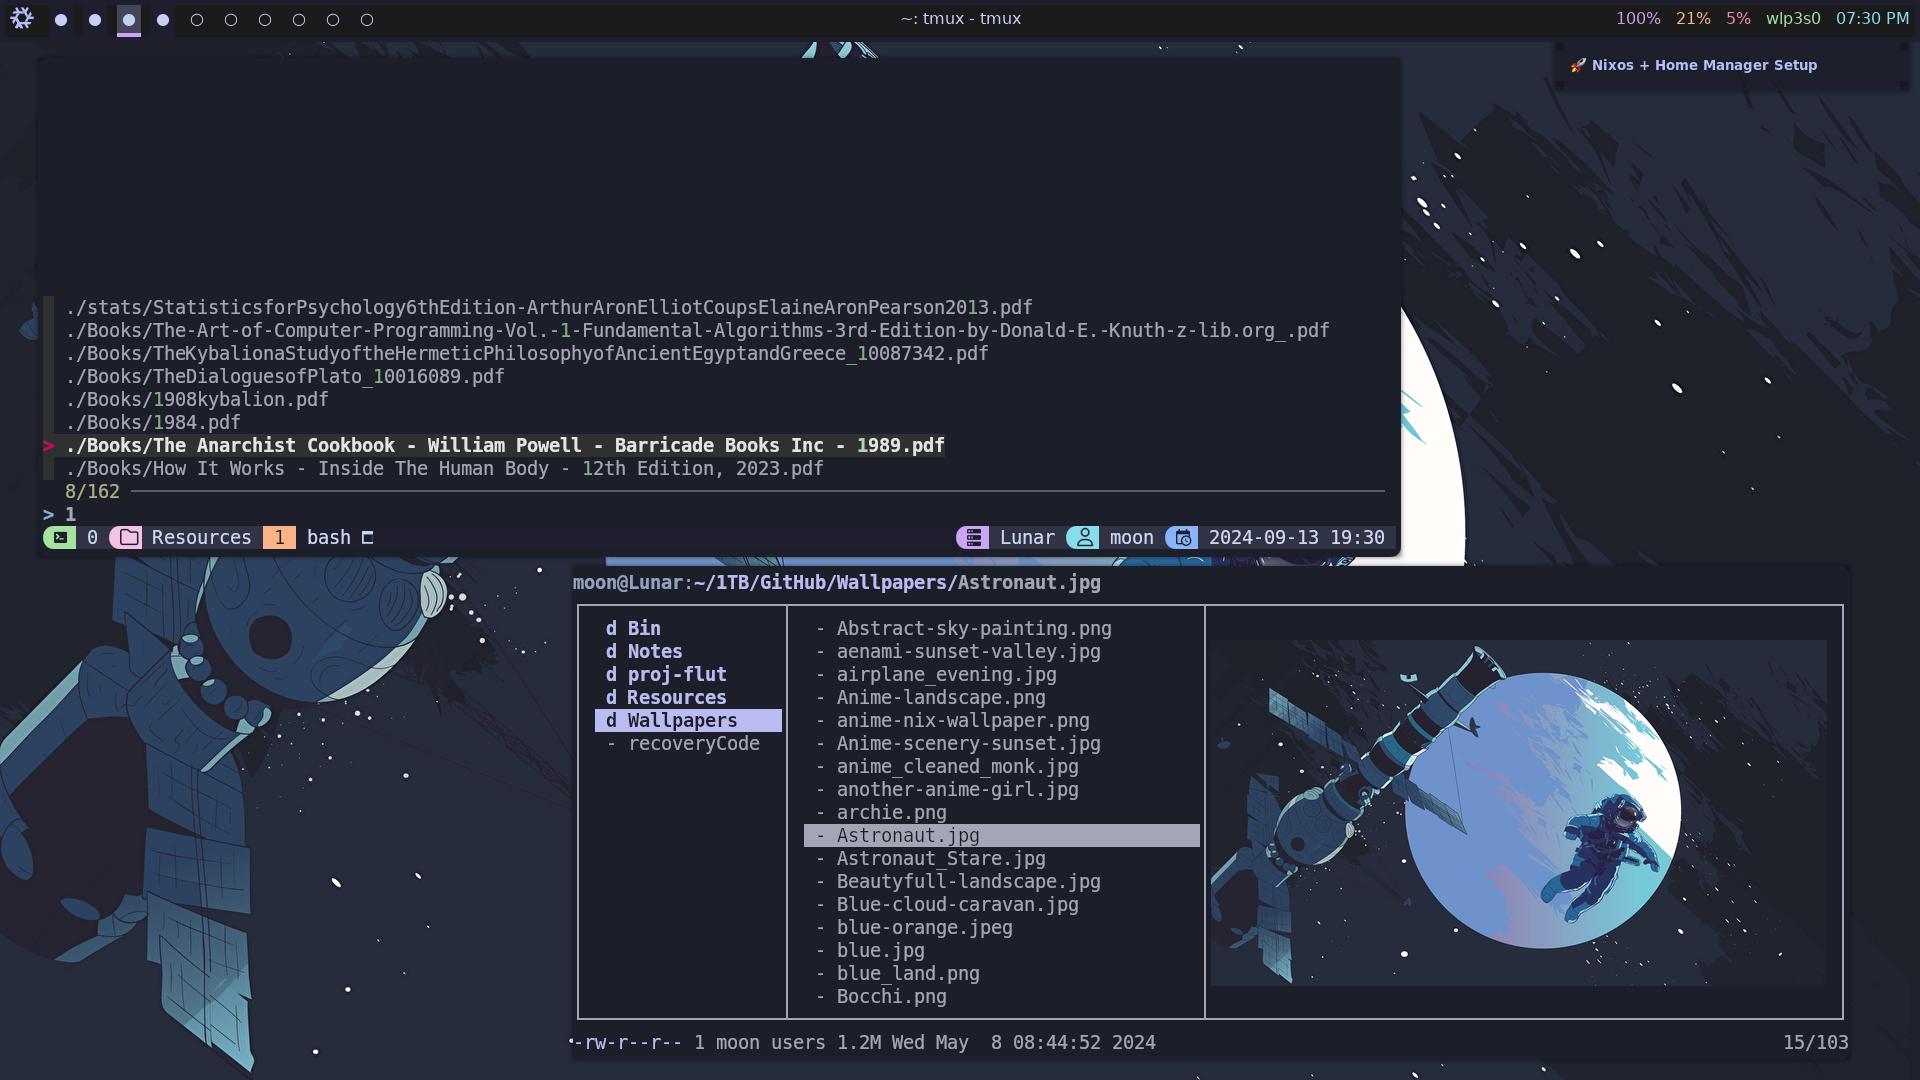 ~: tmux - tmux
100% 21% 5% wlp3s0 07:30 PM
🚀 Nixos + Home Manager Setup
./stats/StatisticsforPsychology6thEdition-ArthurAronElliotCoupsElaineAronPearson2013.pdf
./Books/The-Art-of-Computer-Programming-Vol.-1-Fundamental-Algorithms-3rd-Edition-by-Donald-E.-Knuth-z-lib.org_.pdf
./Books/TheKybalionaStudyoftheHermeticPhilosophyofAncientEgyptandGreece_10087342.pdf
./Books/TheDialoguesofPlato_10016089.pdf
./Books/1908kybalion.pdf
./Books/1984.pdf
> ./Books/The Anarchist Cookbook - William Powell - Barricade Books Inc - 1989.pdf
./Books/How It Works - Inside The Human Body - 12th Edition, 2023.pdf
8/162
> 1
0 Resources 1 bash Lunar moon 2024-09-13 19:30
moon@Lunar:~/1TB/GitHub/Wallpapers/Astronaut.jpg
d Bin
d Notes
d proj-flut
d Resources
d Wallpapers
- recoveryCode
- Abstract-sky-painting.png
- aenami-sunset-valley.jpg
- airplane_evening.jpg
- Anime-landscape.png
- anime-nix-wallpaper.png
- Anime-scenery-sunset.jpg
- anime_cleaned_monk.jpg
- another-anime-girl.jpg
- archie.png
- Astronaut.jpg
- Astronaut_Stare.jpg
- Beautyfull-landscape.jpg
- Blue-cloud-caravan.jpg
- blue-orange.jpeg
- blue.jpg
- blue_land.png
- Bocchi.png
-rw-r--r-- 1 moon users 1.2M Wed May  8 08:44:52 2024 15/103